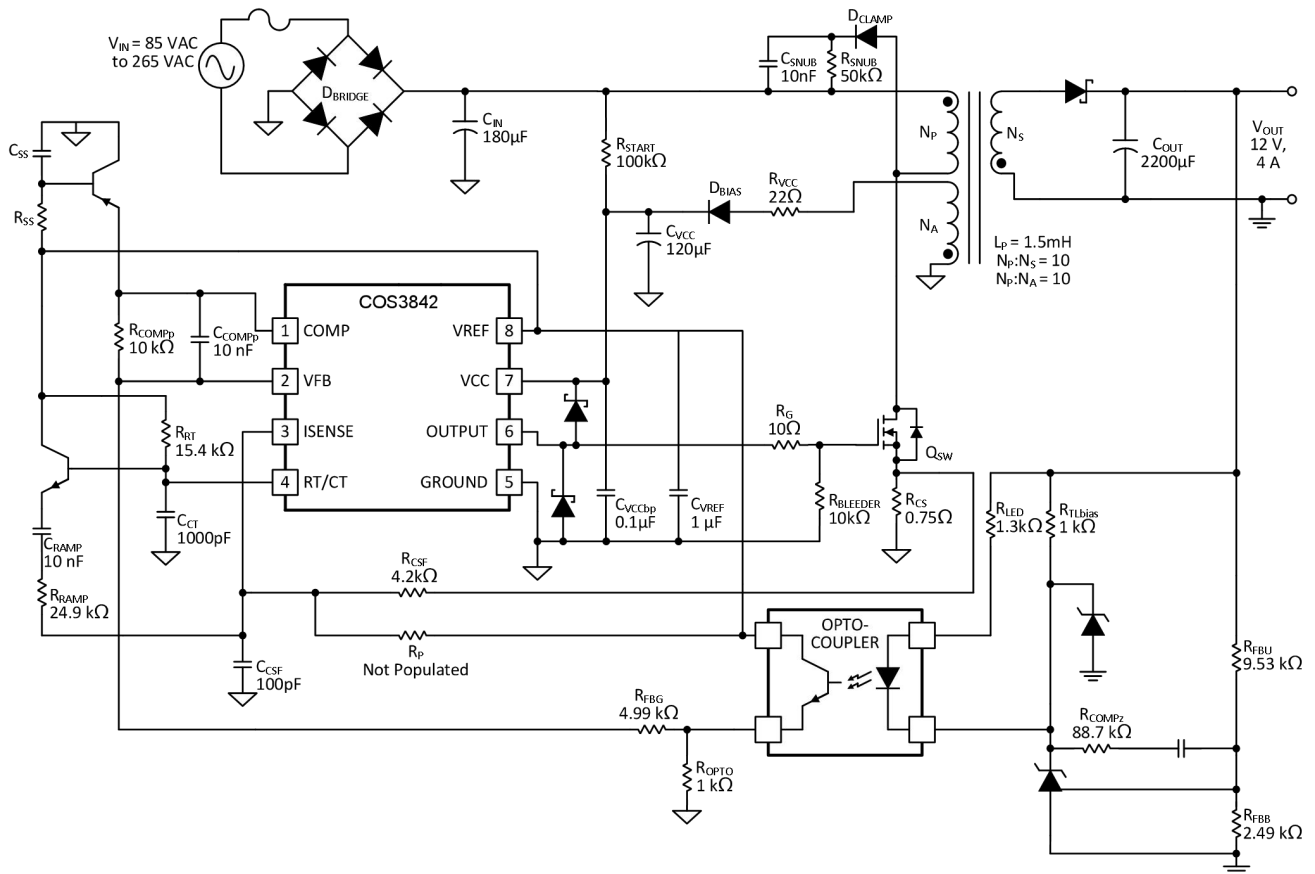 V_IN = 85 VAC
to 265 VAC
D_BRIDGE
C_IN
180µF
D_CLAMP
C_SNUB
10nF
R_SNUB
50kΩ
R_START
100kΩ
N_P
N_S
C_OUT
2200µF
V_OUT
12 V,
4 A
C_SS
R_SS
D_BIAS
R_VCC
22Ω
C_VCC
120µF
N_A
L_P = 1.5mH
N_P:N_S = 10
N_P:N_A = 10
COS3842
R_COMPp
10 kΩ
C_COMPp
10 nF
1 COMP
VREF 8
2 VFB
VCC 7
3 ISENSE
OUTPUT 6
4 RT/CT
GROUND 5
R_RT
15.4 kΩ
R_G
10Ω
Q_SW
C_CT
1000pF
C_VCCbp
0.1µF
C_VREF
1 µF
R_BLEEDER
10kΩ
R_CS
0.75Ω
R_LED
1.3kΩ
R_TLbias
1 kΩ
C_RAMP
10 nF
R_RAMP
24.9 kΩ
R_CSF
4.2kΩ
R_P
Not Populated
C_CSF
100pF
OPTO-
COUPLER
R_FBU
9.53 kΩ
R_FBG
4.99 kΩ
R_COMPz
88.7 kΩ
R_OPTO
1 kΩ
R_FBB
2.49 kΩ